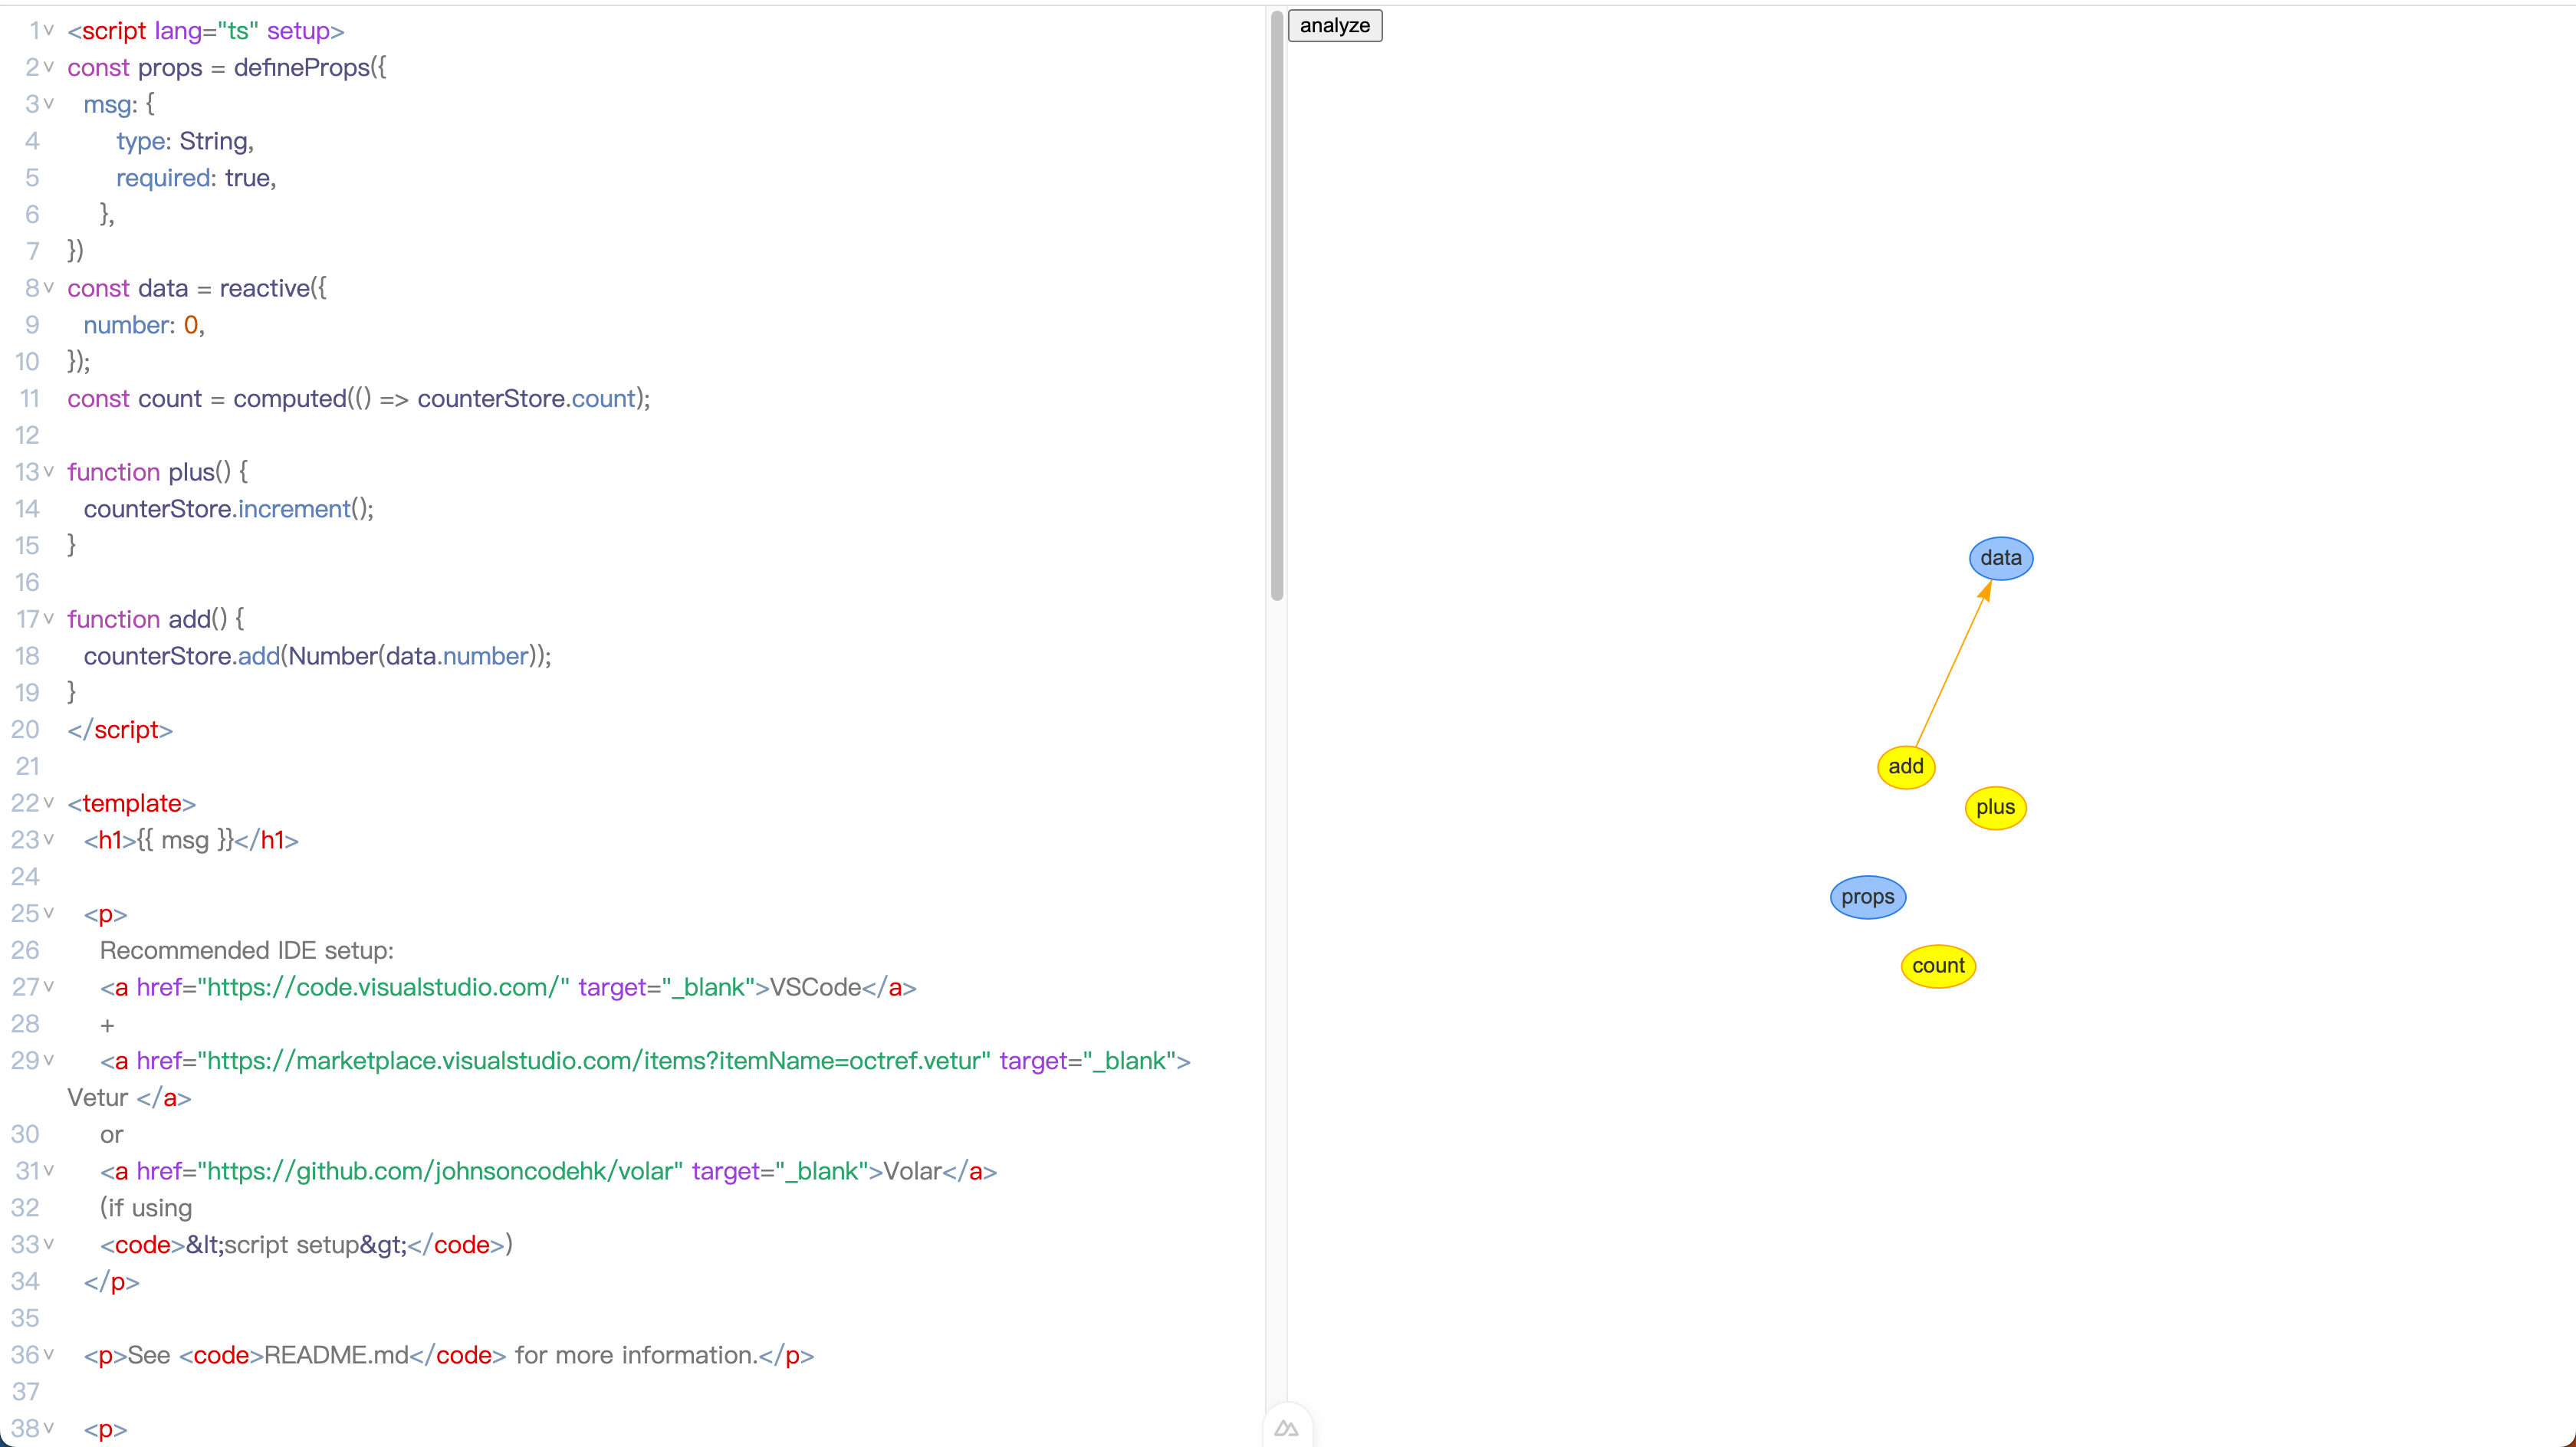 1 <script lang="ts" setup>
2 const props = defineProps({
3 msg: {
4 type: String,
5 required: true,
6 },
7 })
8 const data = reactive({
9 number: 0,
10 });
11 const count = computed(() => counterStore.count);
12
13 function plus() {
14 counterStore.increment();
15 }
16
17 function add() {
18 counterStore.add(Number(data.number));
19 }
20 </script>
21
22 <template>
23 <h1>{{ msg }}</h1>
24
25 <p>
26 Recommended IDE setup:
27 <a href="https://code.visualstudio.com/" target="_blank">VSCode</a>
28 +
29 <a href="https://marketplace.visualstudio.com/items?itemName=octref.vetur" target="_blank">
Vetur </a>
30 or
31 <a href="https://github.com/johnsoncodehk/volar" target="_blank">Volar</a>
32 (if using
33 <code>&lt;script setup&gt;</code>)
34 </p>
35
36 <p>See <code>README.md</code> for more information.</p>
37
38 <p>
analyze
data
add
plus
props
count